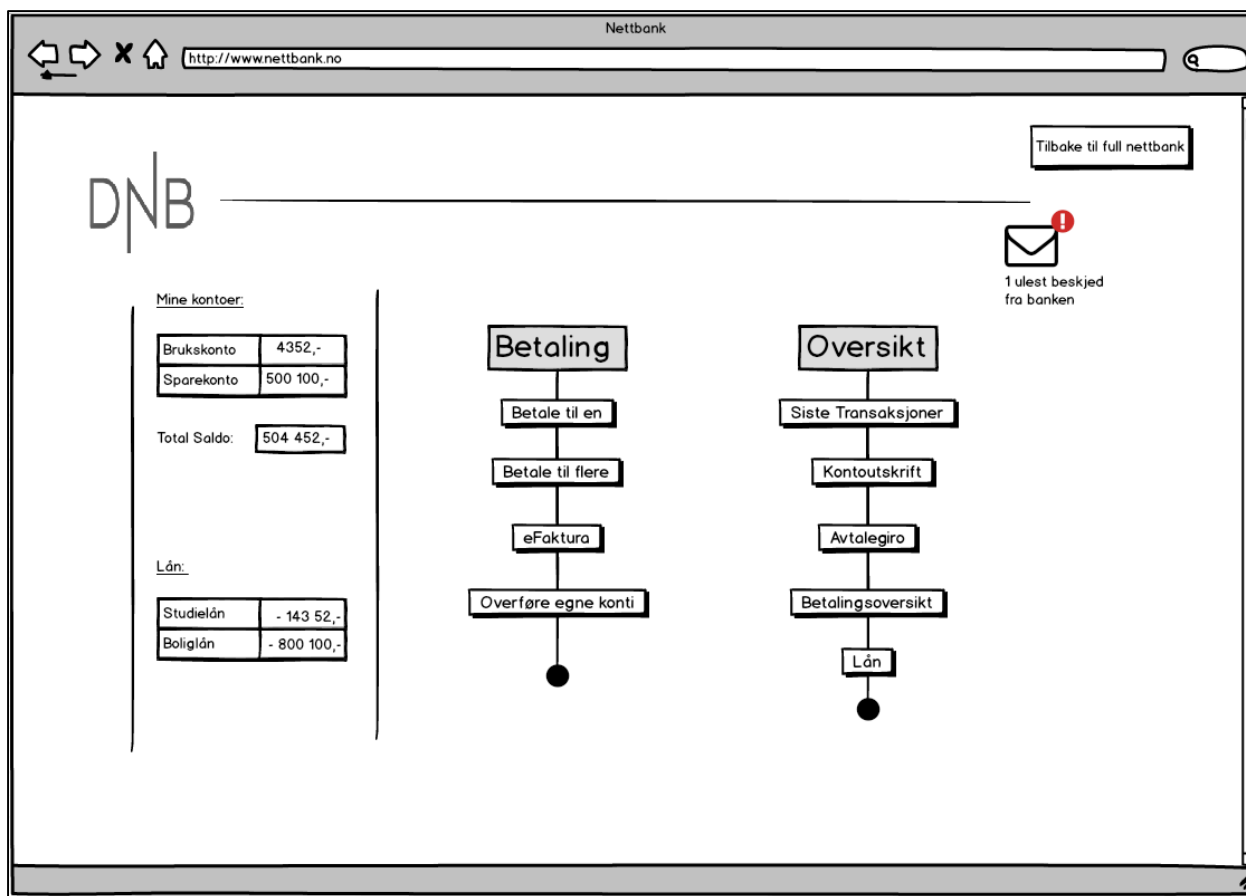 Nettbank
http://www.nettbank.no
Tilbake til full nettbank
DNB
1 ulest beskjed
fra banken
Mine kontoer:
Brukskonto 4352,-
Sparekonto 500 100,-
Total Saldo: 504 452,-
Lån:
Studielån - 143 52,-
Boliglån - 800 100,-
Betaling
Betale til en
Betale til flere
eFaktura
Overføre egne konti
Oversikt
Siste Transaksjoner
Kontoutskrift
Avtalegiro
Betalingsoversikt
Lån